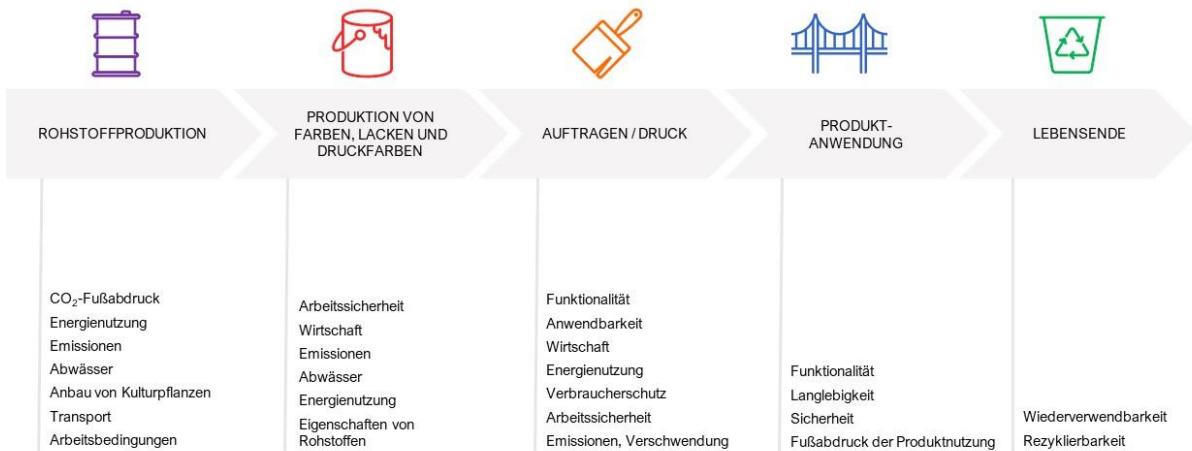 ROHSTOFFPRODUKTION
PRODUKTION VON
FARBEN, LACKEN UND
DRUCKFARBEN
AUFTRAGEN / DRUCK
PRODUKT-
ANWENDUNG
LEBENSENDE
CO₂-Fußabdruck
Energienutzung
Emissionen
Abwässer
Anbau von Kulturpflanzen
Transport
Arbeitsbedingungen
Arbeitssicherheit
Wirtschaft
Emissionen
Abwässer
Energienutzung
Eigenschaften von
Rohstoffen
Funktionalität
Anwendbarkeit
Wirtschaft
Energienutzung
Verbraucherschutz
Arbeitssicherheit
Emissionen, Verschwendung
Funktionalität
Langlebigkeit
Sicherheit
Fußabdruck der Produktnutzung
Wiederverwendbarkeit
Rezyklierbarkeit